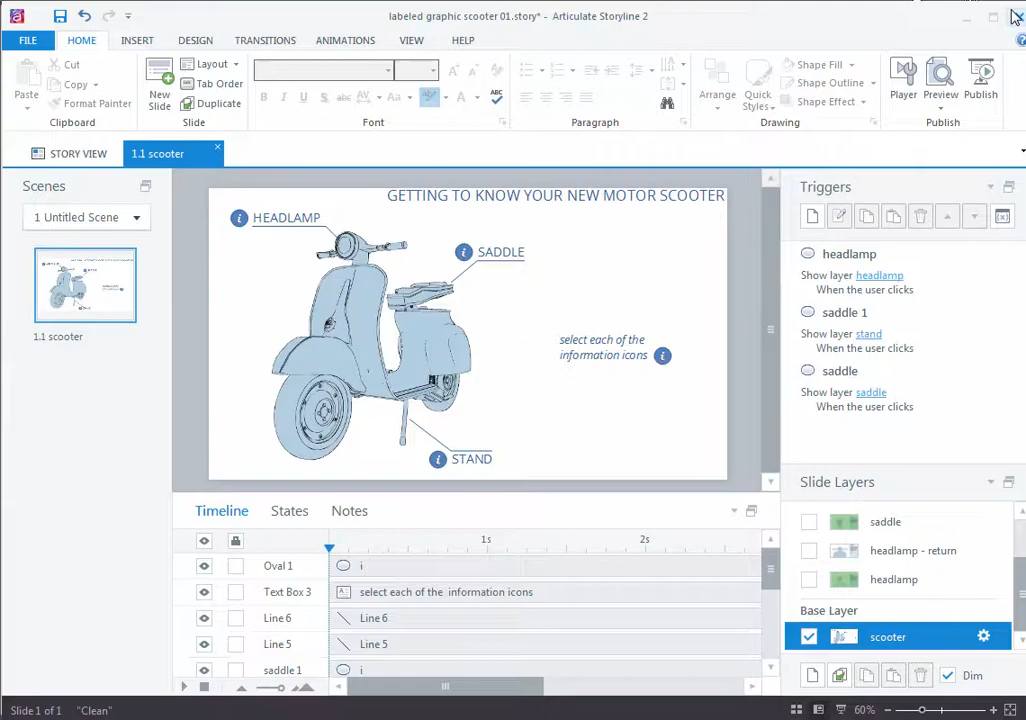 labeled graphic scooter 01.story* - Articulate Storyline 2
FILE HOME INSERT DESIGN TRANSITIONS ANIMATIONS VIEW HELP
Paste
Cut
Copy
Format Painter
Clipboard
New Slide
Layout
Tab Order
Duplicate
Slide
B I U S abc AV Aa A
ABC
Font
Paragraph
Arrange
Quick Styles
Shape Fill
Shape Outline
Shape Effect
Drawing
Player
Preview
Publish
Publish
STORY VIEW
1.1 scooter
Scenes
1 Untitled Scene
1.1 scooter
GETTING TO KNOW YOUR NEW MOTOR SCOOTER
i HEADLAMP
i SADDLE
select each of the
information icons i
i STAND
Triggers
headlamp
Show layer headlamp
When the user clicks
saddle 1
Show layer stand
When the user clicks
saddle
Show layer saddle
When the user clicks
Slide Layers
saddle
headlamp - return
headlamp
Base Layer
scooter
Dim
Timeline States Notes
1s 2s
Oval 1 i
Text Box 3 select each of the information icons
Line 6 Line 6
Line 5 Line 5
saddle 1 i
Slide 1 of 1 "Clean"
60%